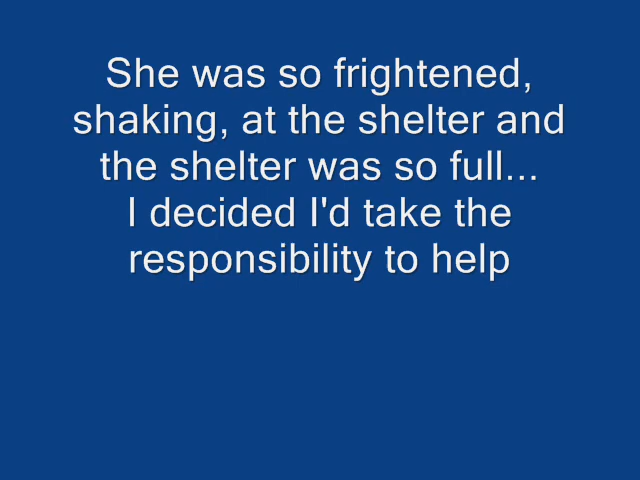 She was so frightened,
shaking, at the shelter and
the shelter was so full...
I decided I'd take the
responsibility to help